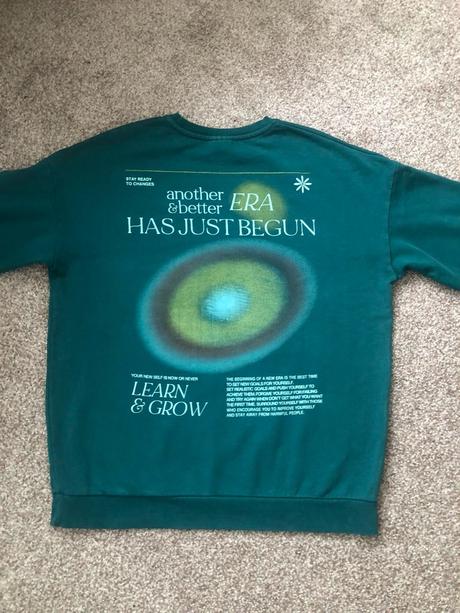 STAY READY
TO CHANGES
another
&better ERA
HAS JUST BEGUN
YOUR NEW SELF IS NOW OR NEVER
LEARN
& GROW
THE BEGINNING OF A NEW ERA IS THE BEST TIME
TO SET NEW GOALS FOR YOURSELF.
SET REALISTIC GOALS AND PUSH YOURSELF TO
ACHIEVE THEM. FORGIVE YOURSELF FOR FAILING
AND TRY AGAIN WHEN DON'T GET WHAT YOU WANT
THE FIRST TIME. SURROUND YOURSELF WITH THOSE
WHO ENCOURAGE YOU TO IMPROVE YOURSELF
AND STAY AWAY FROM HARMFUL PEOPLE.